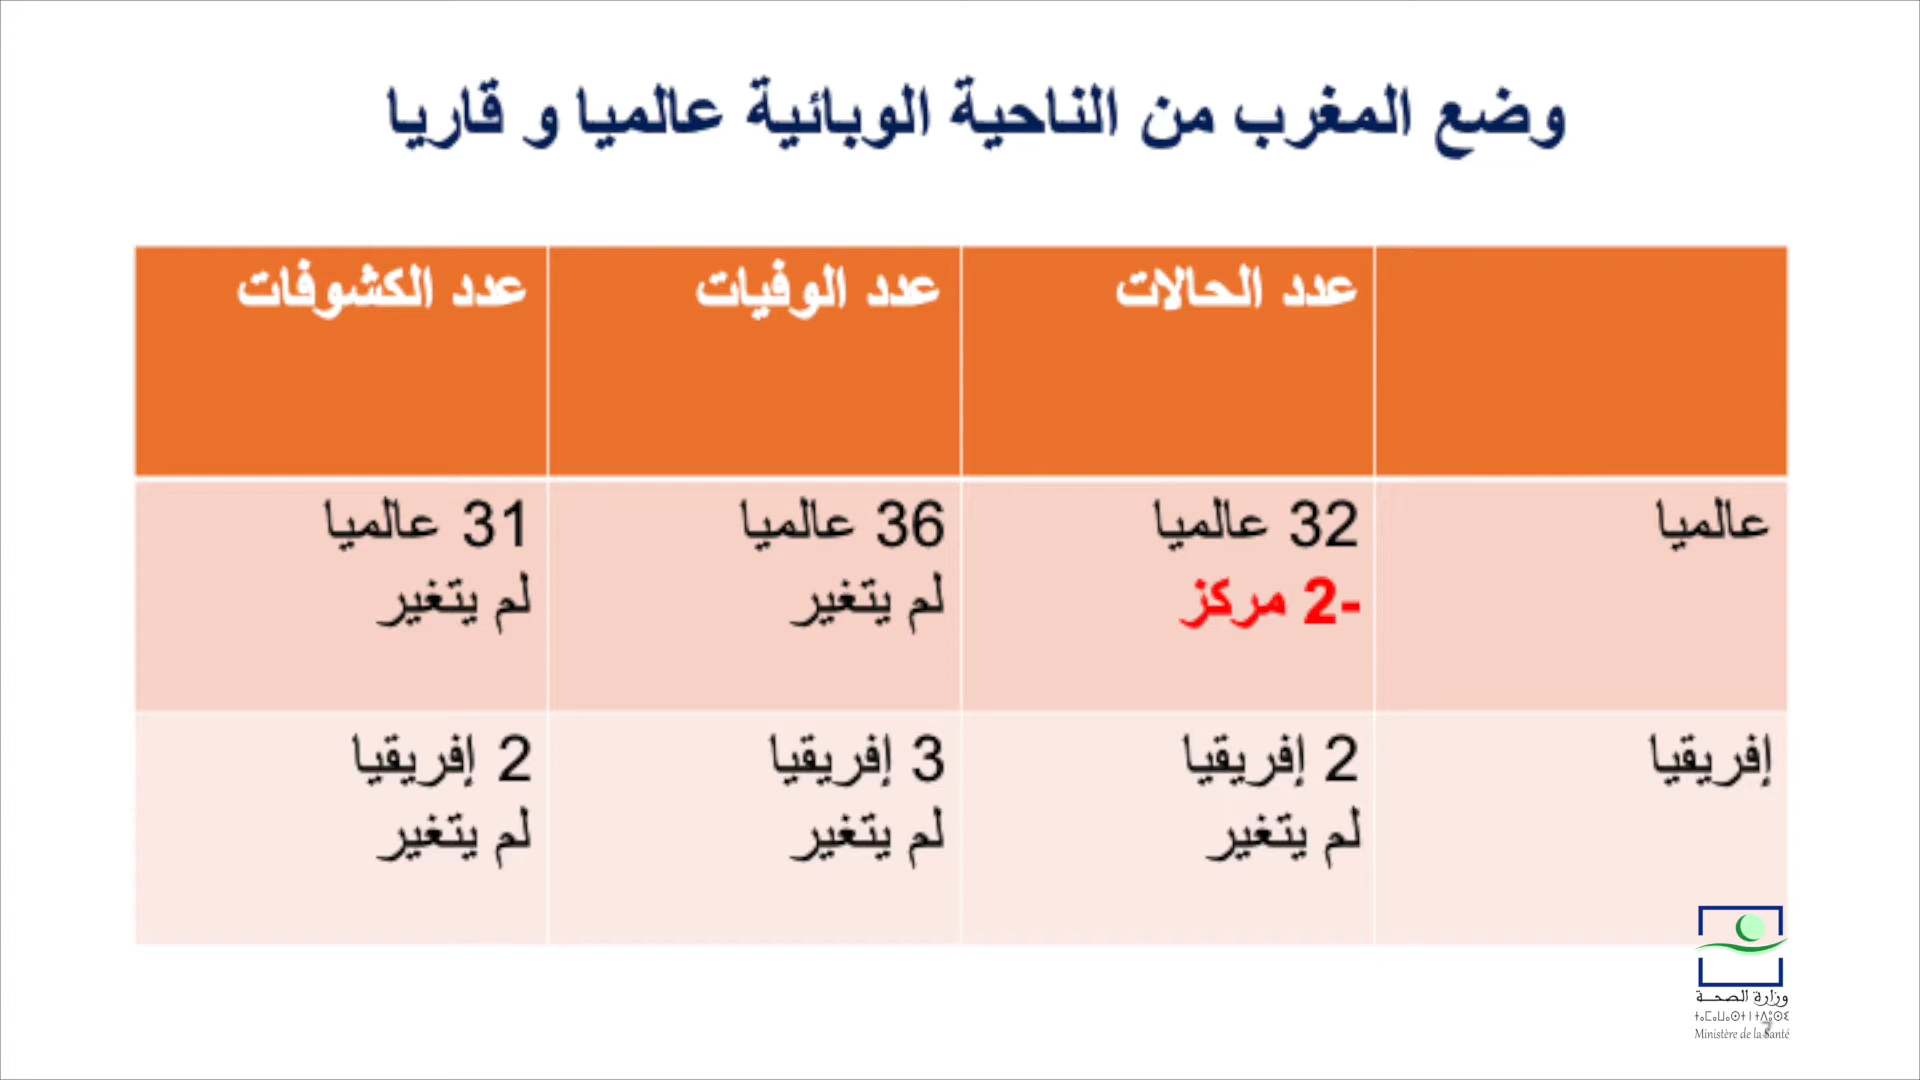 وضع المغرب من الناحية الوبائية عالميا و قاريا
عدد الحالات
عدد الوفيات
عدد الكشوفات
عالميا
32 عالميا
-2 مركز
36 عالميا
لم يتغير
31 عالميا
لم يتغير
إفريقيا
2 إفريقيا
لم يتغير
3 إفريقيا
لم يتغير
2 إفريقيا
لم يتغير
وزارة الصحـة
Ministère de la Santé
7